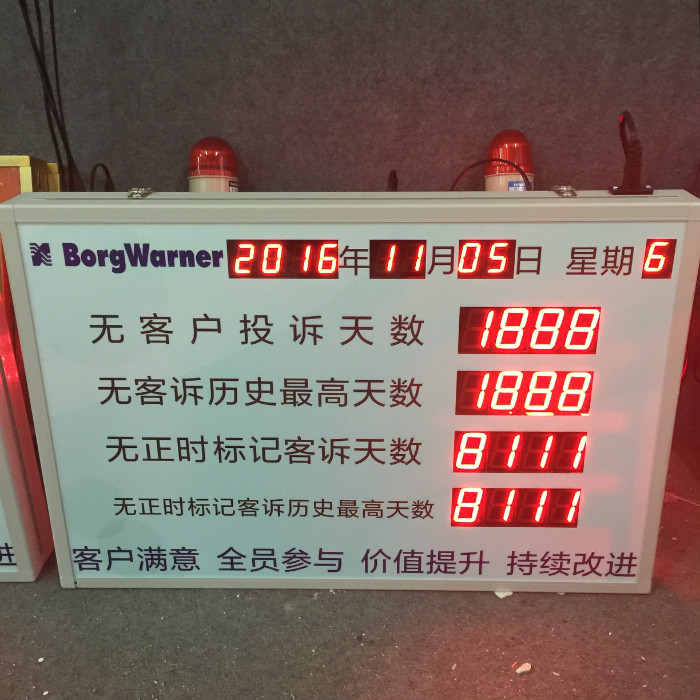 BorgWarner 2016年11月05日 星期6
无客户投诉天数 1888
无客诉历史最高天数 1888
无正时标记客诉天数 8111
无正时标记客诉历史最高天数 8111
客户满意 全员参与 价值提升 持续改进
进